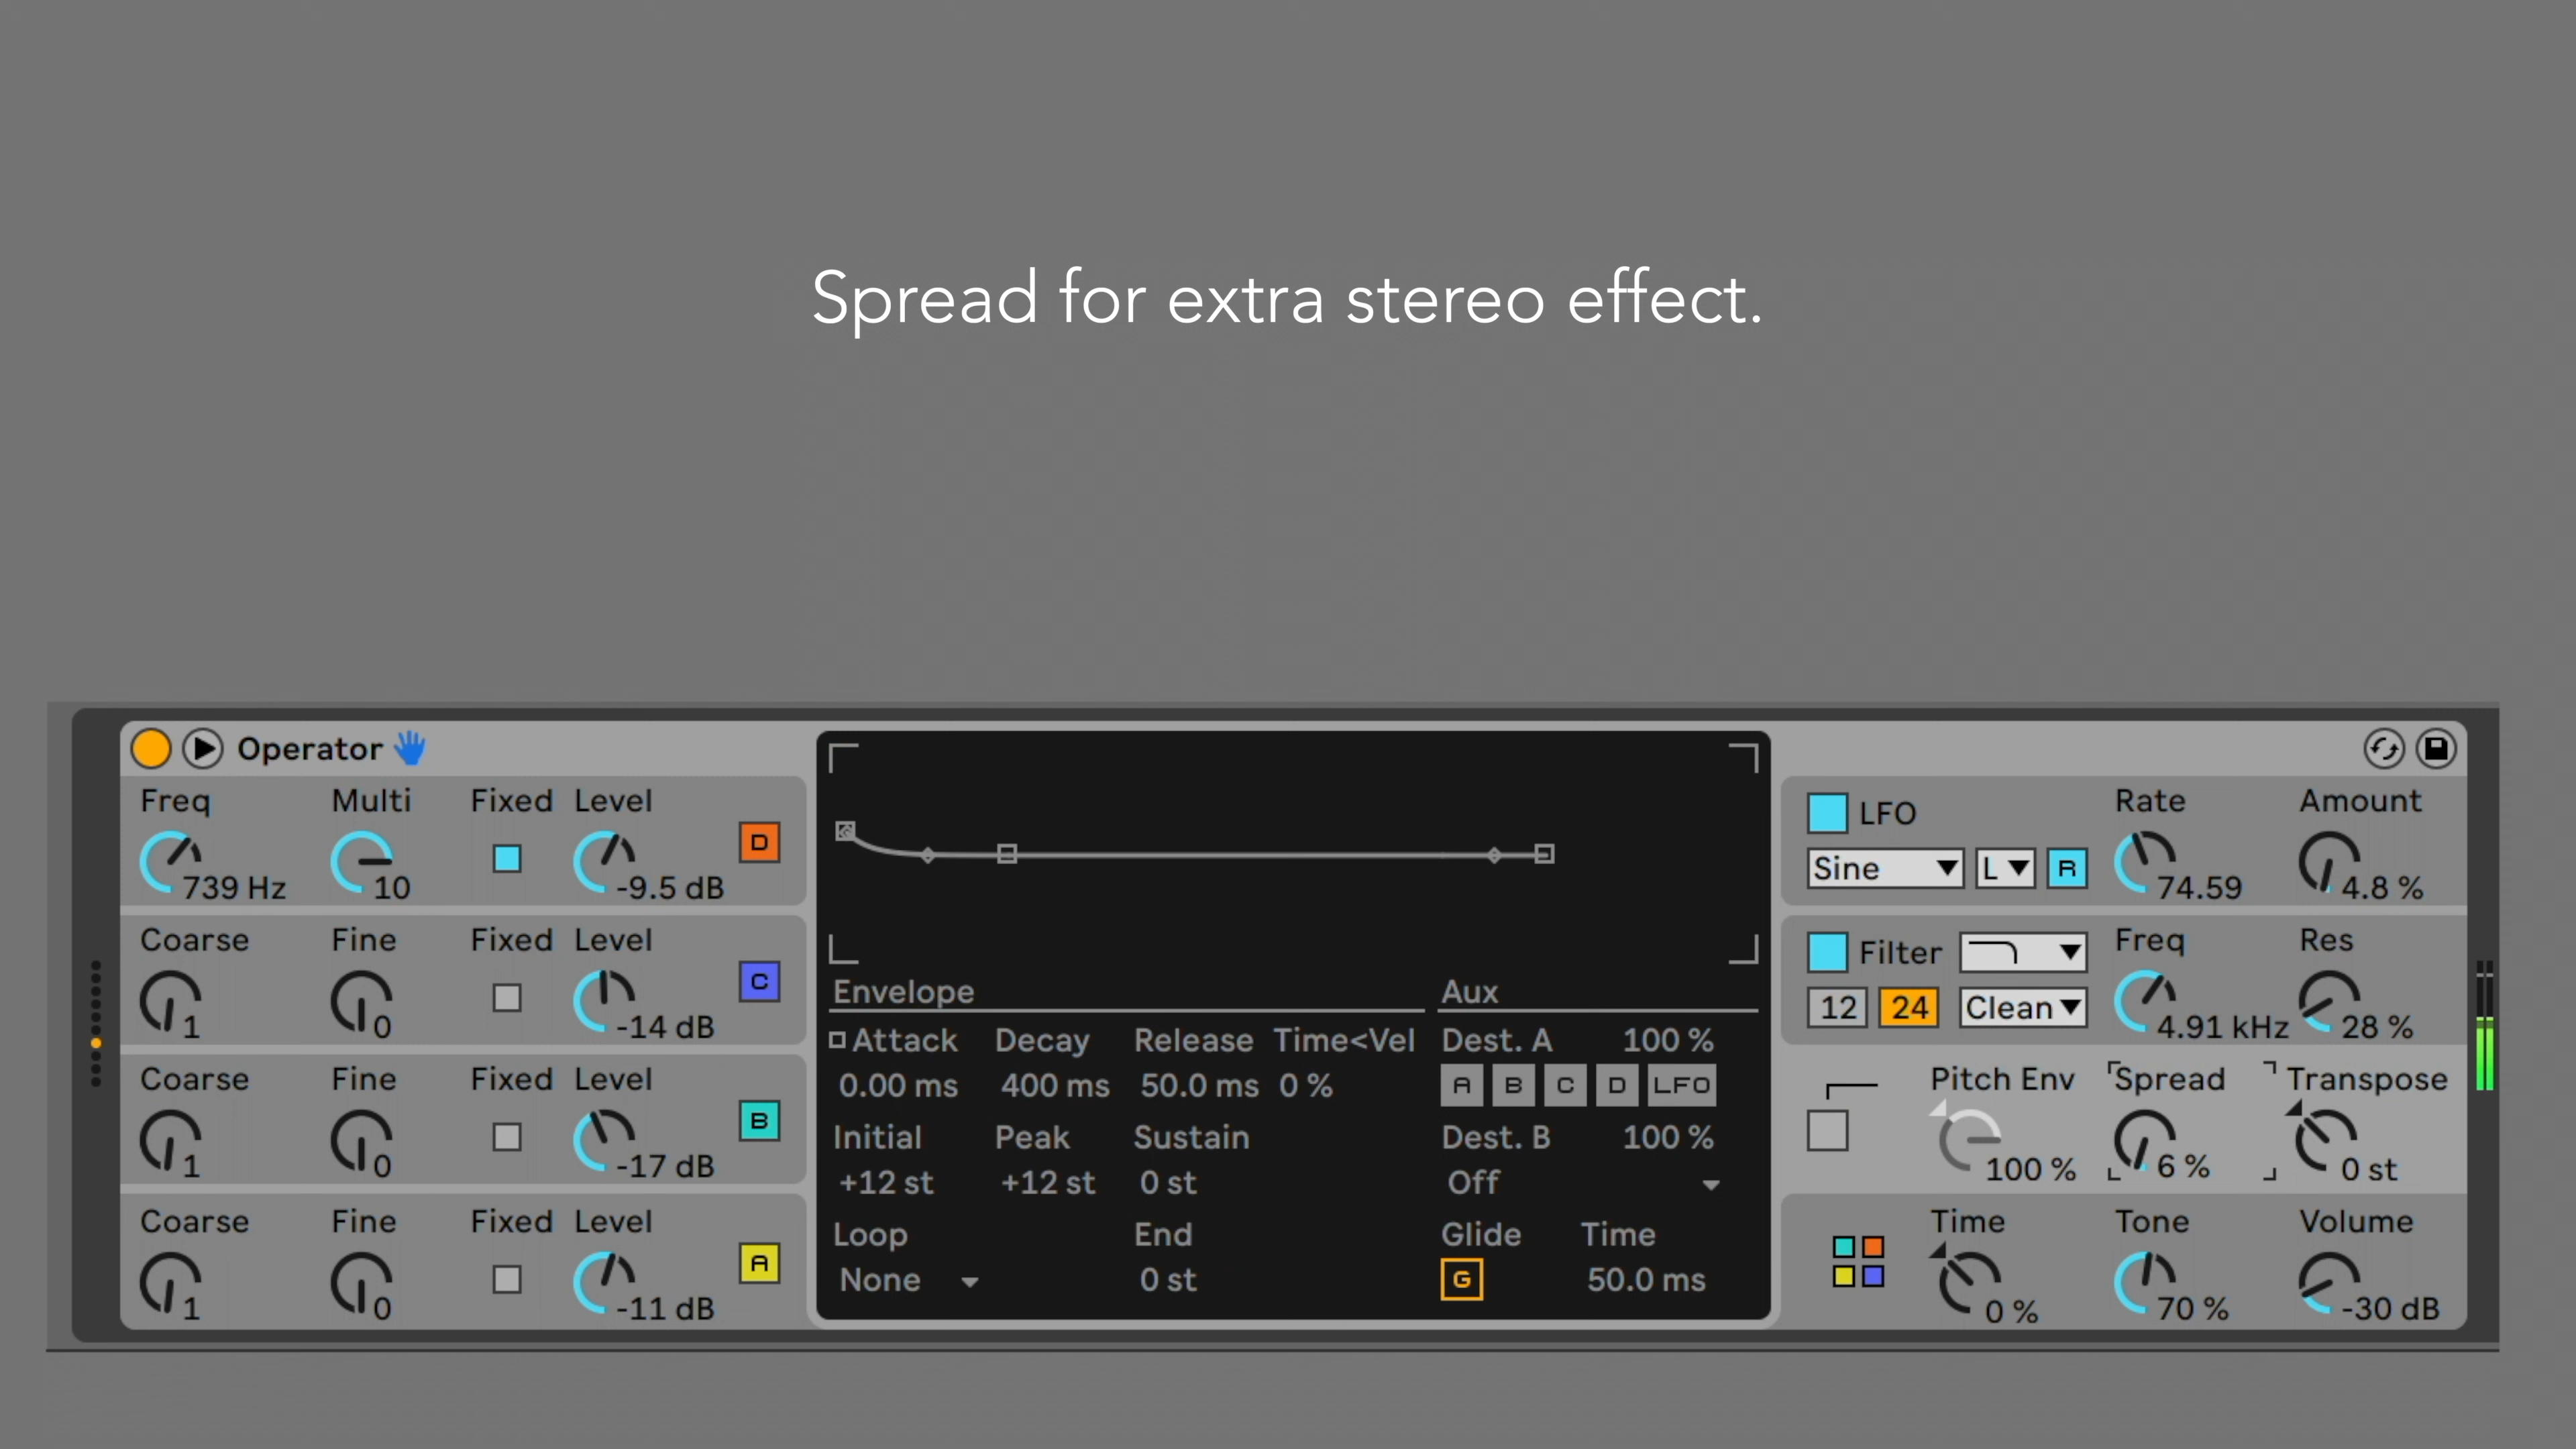 Spread for extra stereo effect.
Operator
Freq Multi Fixed Level
739 Hz 10 -9.5 dB D
Coarse Fine Fixed Level
1 0 -14 dB C
Coarse Fine Fixed Level
1 0 -17 dB B
Coarse Fine Fixed Level
1 0 -11 dB A
Envelope
Attack Decay Release Time<Vel
0.00 ms 400 ms 50.0 ms 0 %
Initial Peak Sustain
+12 st +12 st 0 st
Loop End
None 0 st
Aux
Dest. A 100 %
A B C D LFO
Dest. B 100 %
Off
Glide Time
G 50.0 ms
LFO Rate Amount
Sine L R 74.59 4.8 %
Filter Freq Res
12 24 Clean 4.91 kHz 28 %
Pitch Env Spread Transpose
100 % 6 % 0 st
Time Tone Volume
0 % 70 % -30 dB